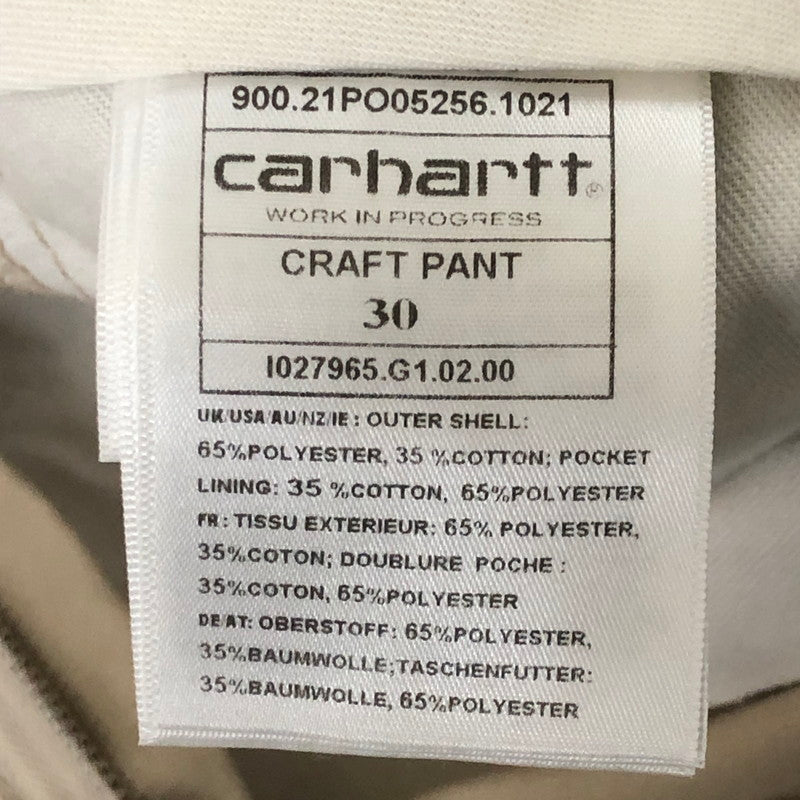 900.21PO05256.1021
carhartt®
WORK IN PROGRESS
CRAFT PANT
30
I027965.G1.02.00
UK/USA/AU/NZ/IE : OUTER SHELL:
65%POLYESTER, 35 %COTTON; POCKET
LINING: 35 %COTTON, 65%POLYESTER
FR : TISSU EXTERIEUR: 65% POLYESTER,
35%COTON; DOUBLURE POCHE :
35%COTON, 65%POLYESTER
DE/AT: OBERSTOFF: 65%POLYESTER,
35%BAUMWOLLE;TASCHENFUTTER:
35%BAUMWOLLE, 65%POLYESTER